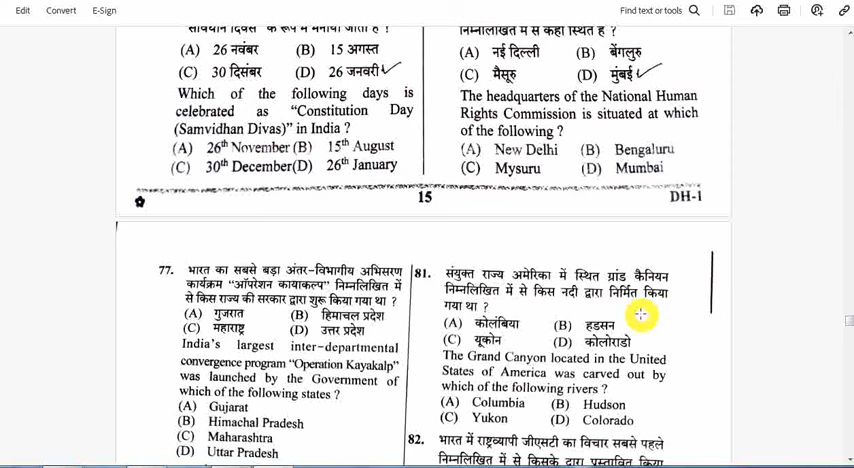 Edit Convert E-Sign
Find text or tools
संविधान दिवस के रूप में मनाया जाता है ?
(A) 26 नवंबर (B) 15 अगस्त
(C) 30 दिसंबर (D) 26 जनवरी
Which of the following days is
celebrated as “Constitution Day
(Samvidhan Divas)” in India ?
(A) 26th November (B) 15th August
(C) 30th December (D) 26th January
निम्नलिखित में से कहाँ स्थित है ?
(A) नई दिल्ली (B) बेंगलुरु
(C) मैसूरु (D) मुंबई
The headquarters of the National Human
Rights Commission is situated at which
of the following ?
(A) New Delhi (B) Bengaluru
(C) Mysuru (D) Mumbai
15 DH-1
77. भारत का सबसे बड़ा अंतर-विभागीय अभिसरण
कार्यक्रम “ऑपरेशन कायाकल्प” निम्नलिखित में
से किस राज्य की सरकार द्वारा शुरू किया गया था ?
(A) गुजरात (B) हिमाचल प्रदेश
(C) महाराष्ट्र (D) उत्तर प्रदेश
India’s largest inter-departmental
convergence program “Operation Kayakalp”
was launched by the Government of
which of the following states ?
(A) Gujarat
(B) Himachal Pradesh
(C) Maharashtra
(D) Uttar Pradesh
81. संयुक्त राज्य अमेरिका में स्थित ग्रांड कैनियन
निम्नलिखित में से किस नदी द्वारा निर्मित किया
गया था ?
(A) कोलंबिया (B) हडसन
(C) यूकोन (D) कोलोराडो
The Grand Canyon located in the United
States of America was carved out by
which of the following rivers ?
(A) Columbia (B) Hudson
(C) Yukon (D) Colorado
82. भारत में राष्ट्रव्यापी जीएसटी का विचार सबसे पहले
निम्नलिखित में से किसके द्वारा प्रस्तावित किया